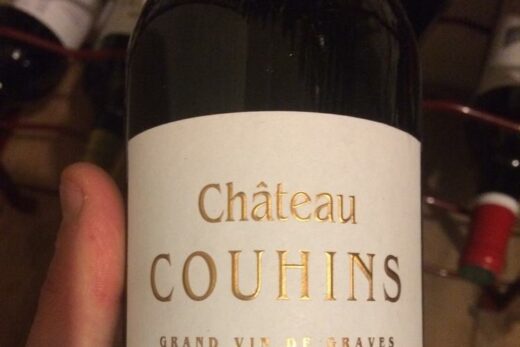 Château
COUHINS
GRAND VIN DE GRAVES